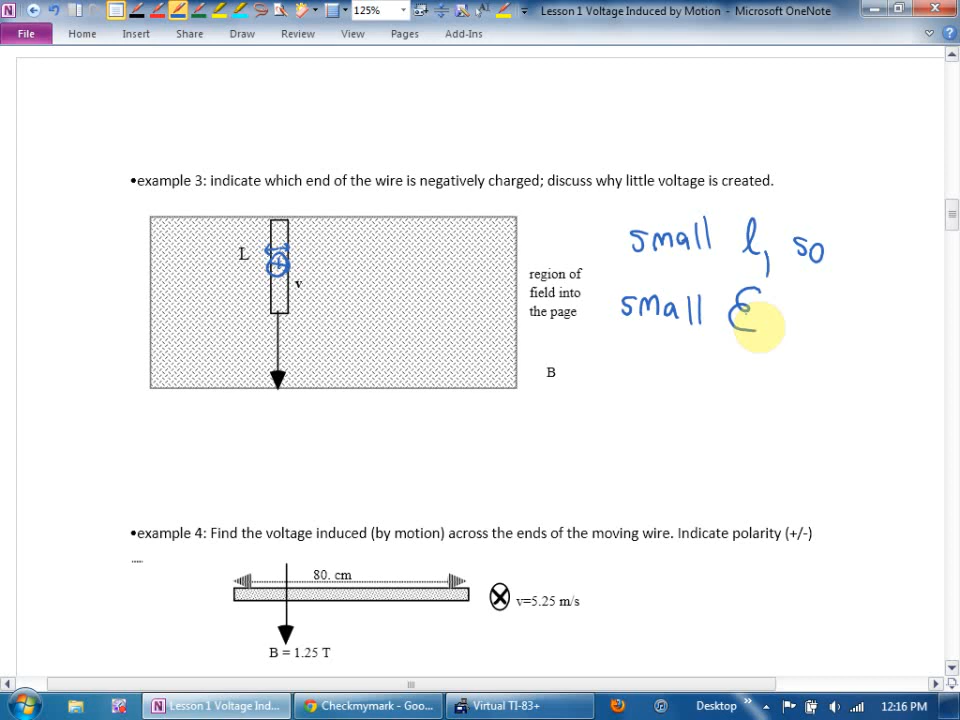 125%
Lesson 1 Voltage Induced by Motion - Microsoft OneNote
File Home Insert Share Draw Review View Pages Add-Ins
•example 3: indicate which end of the wire is negatively charged; discuss why little voltage is created.
L
v
region of
field into
the page
B
small l, so
small ε
•example 4: Find the voltage induced (by motion) across the ends of the moving wire. Indicate polarity (+/-)
80. cm
v=5.25 m/s
B = 1.25 T
Lesson 1 Voltage Ind...
Checkmymark - Goo...
Virtual TI-83+
Desktop
12:16 PM